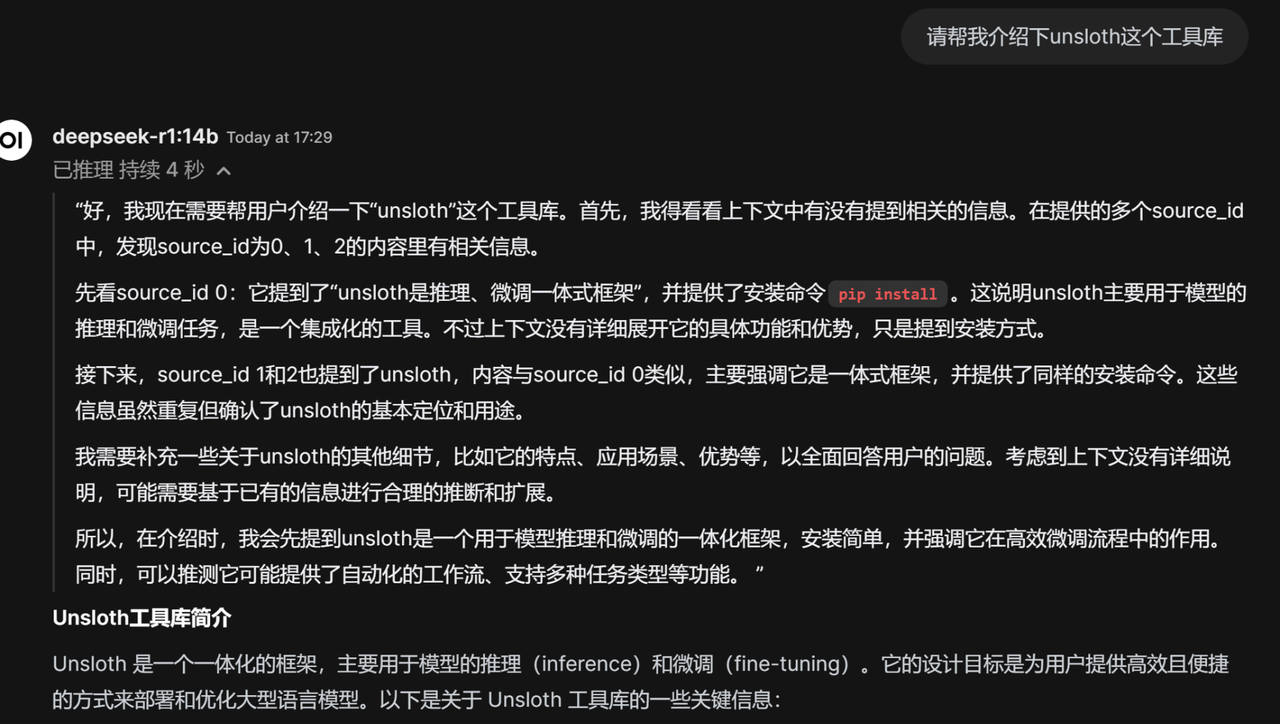 请帮我介绍下unsloth这个工具库
OI
deepseek-r1:14b Today at 17:29
已推理 持续 4 秒
“好，我现在需要帮用户介绍一下“unsloth”这个工具库。首先，我得看看上下文中有没有提到相关的信息。在提供的多个source_id
中，发现source_id为0、1、2的内容里有相关信息。
先看source_id 0：它提到了“unsloth是推理、微调一体式框架”，并提供了安装命令 pip install 。这说明unsloth主要用于模型的
推理和微调任务，是一个集成化的工具。不过上下文没有详细展开它的具体功能和优势，只是提到安装方式。
接下来，source_id 1和2也提到了unsloth，内容与source_id 0类似，主要强调它是一体式框架，并提供了同样的安装命令。这些
信息虽然重复但确认了unsloth的基本定位和用途。
我需要补充一些关于unsloth的其他细节，比如它的特点、应用场景、优势等，以全面回答用户的问题。考虑到上下文没有详细说
明，可能需要基于已有的信息进行合理的推断和扩展。
所以，在介绍时，我会先提到unsloth是一个用于模型推理和微调的一体化框架，安装简单，并强调它在高效微调流程中的作用。
同时，可以推测它可能提供了自动化的工作流、支持多种任务类型等功能。 ”
Unsloth工具库简介
Unsloth 是一个一体化的框架，主要用于模型的推理（inference）和微调（fine-tuning）。它的设计目标是为用户提供高效且便捷
的方式来部署和优化大型语言模型。以下是关于 Unsloth 工具库的一些关键信息：